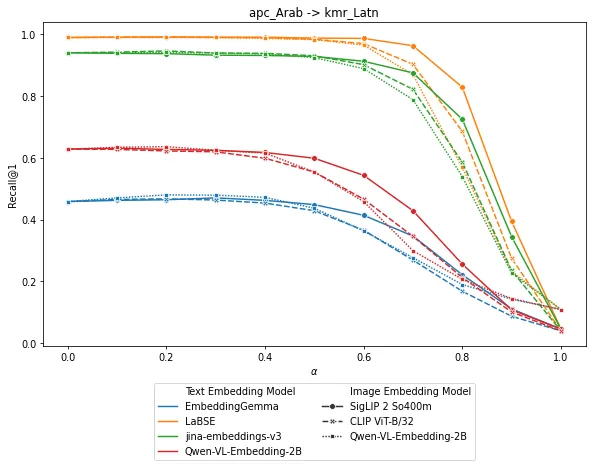 apc_Arab -> kmr_Latn
1.0
0.8
0.6
0.4
0.2
0.0
Recall@1
0.0 0.2 0.4 0.6 0.8 1.0
α
Text Embedding Model Image Embedding Model
EmbeddingGemma SigLIP 2 So400m
LaBSE CLIP ViT-B/32
jina-embeddings-v3 Qwen-VL-Embedding-2B
Qwen-VL-Embedding-2B